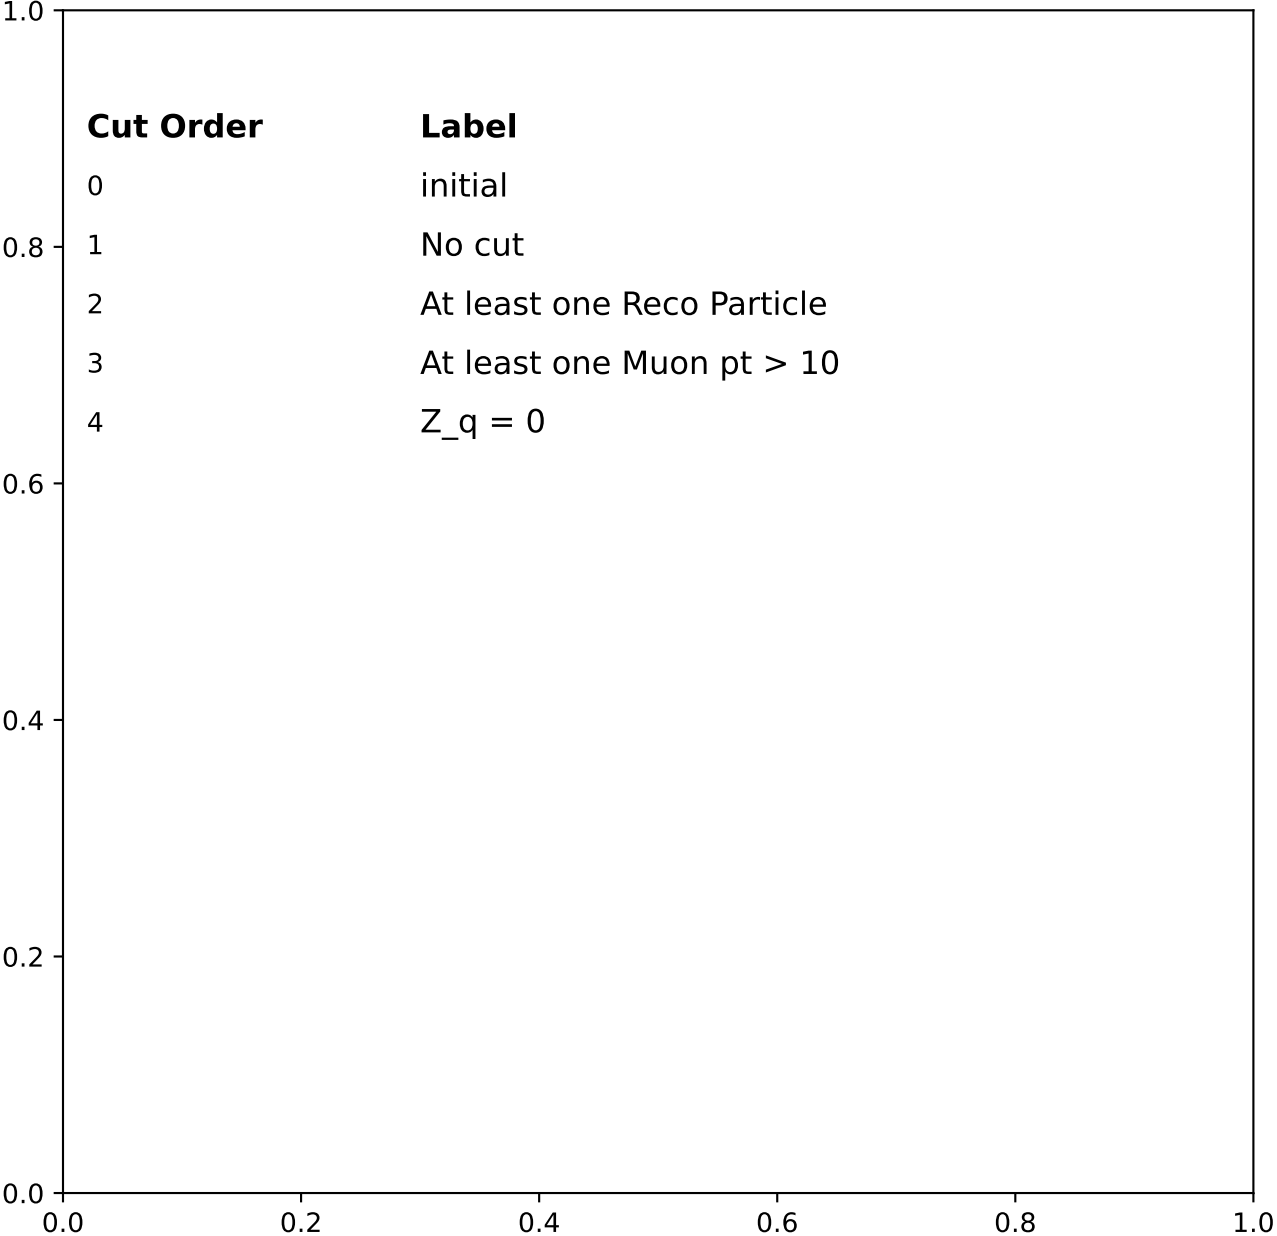 1.0
Cut Order Label
0 initial
1 No cut
0.8
2 At least one Reco Particle
3 At least one Muon pt > 10
4 Z_q = 0
0.6
0.4
0.2
0.0
0.0 0.2 0.4 0.6 0.8 1.0